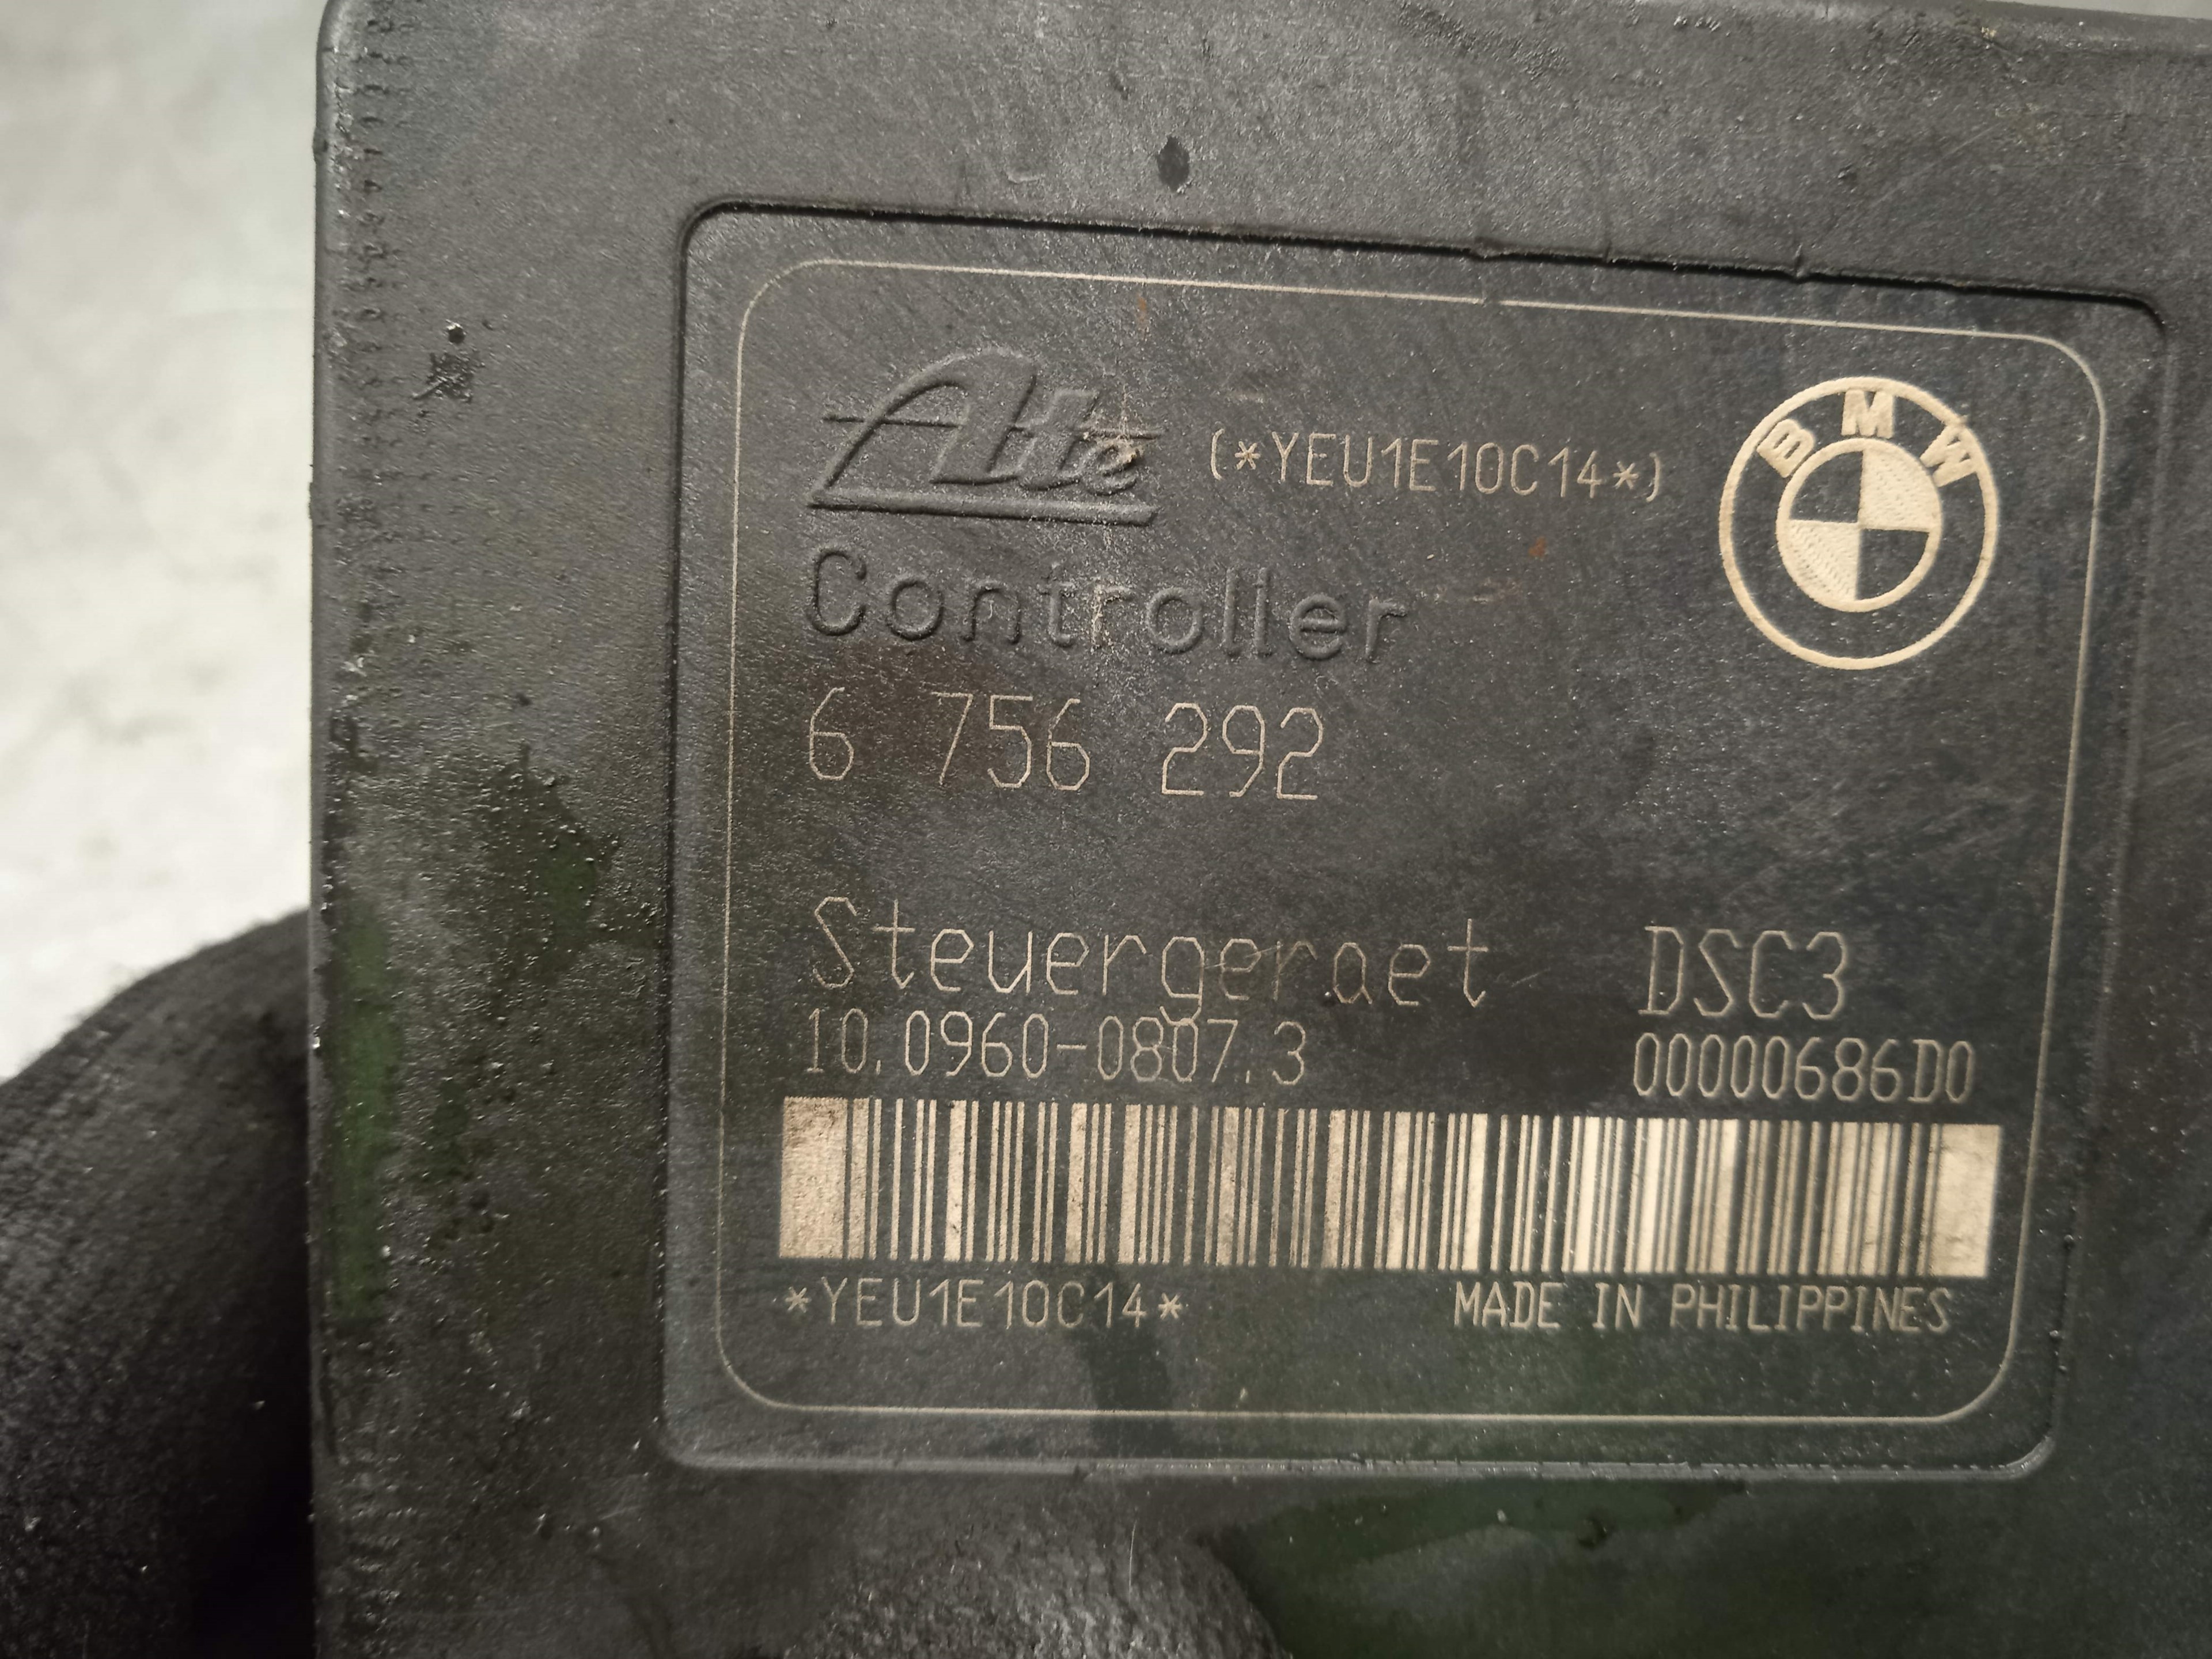 Ate (*YEU1E10C14*) BMW
Controller
6 756 292
Steuergeraet DSC3
10.0960-0807.3 00000686D0
*YEU1E10C14* MADE IN PHILIPPINES